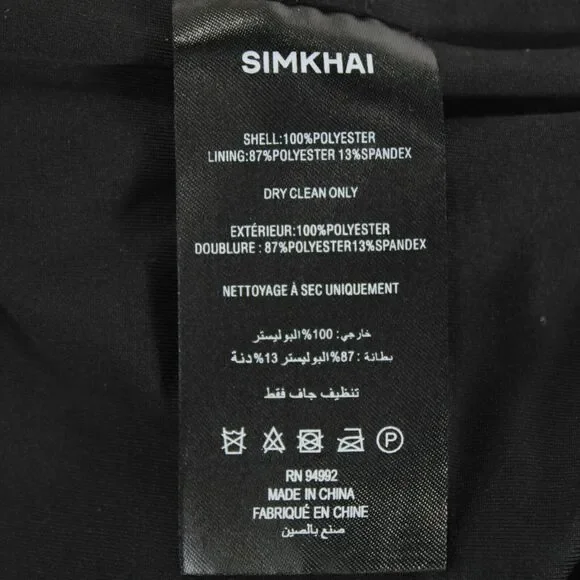 SIMKHAI
SHELL:100%POLYESTER
LINING:87%POLYESTER 13%SPANDEX
DRY CLEAN ONLY
EXTÉRIEUR:100%POLYESTER
DOUBLURE : 87%POLYESTER13%SPANDEX
NETTOYAGE À SEC UNIQUEMENT
خارجي: 100%البوليستر
بطانة : 87%البوليستر 13%دنة
تنظيف جاف فقط
P
RN 94992
MADE IN CHINA
FABRIQUÉ EN CHINE
صنع بالصين